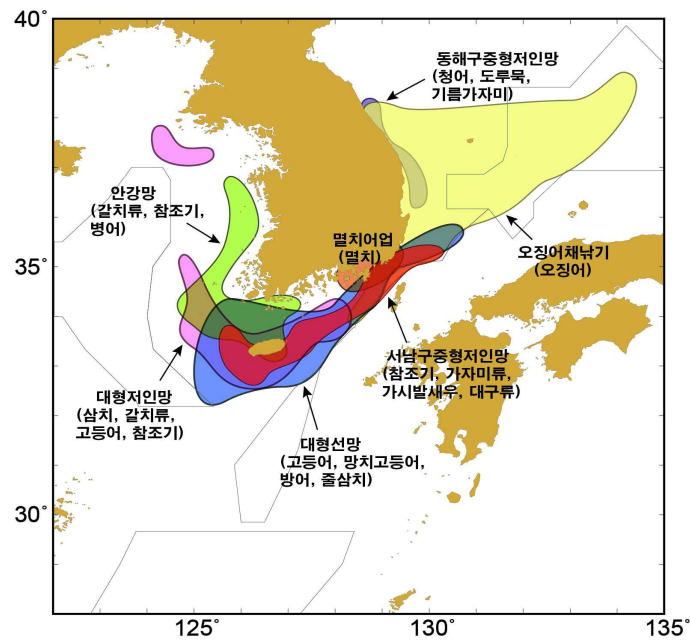 40°
동해구중형저인망
(청어, 도루묵,
기름가자미)
안강망
(갈치류, 참조기,
병어)
멸치어업
(멸치)
오징어채낚기
(오징어)
35°
서남구중형저인망
(참조기, 가자미류,
가시발새우, 대구류)
대형저인망
(삼치, 갈치류,
고등어, 참조기)
대형선망
(고등어, 망치고등어,
방어, 줄삼치)
30°
125°
130°
135°